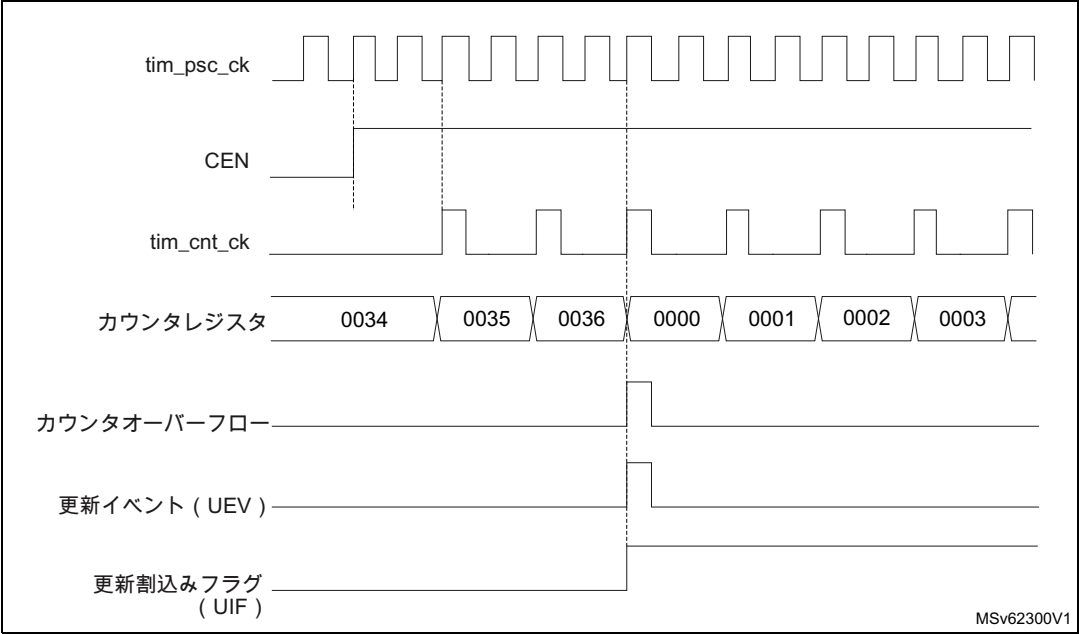 tim_psc_ck
CEN
tim_cnt_ck
カウンタレジスタ 0034 0035 0036 0000 0001 0002 0003
カウンタオーバーフロー
更新イベント ( UEV )
更新割込みフラグ
( UIF )
MSv62300V1